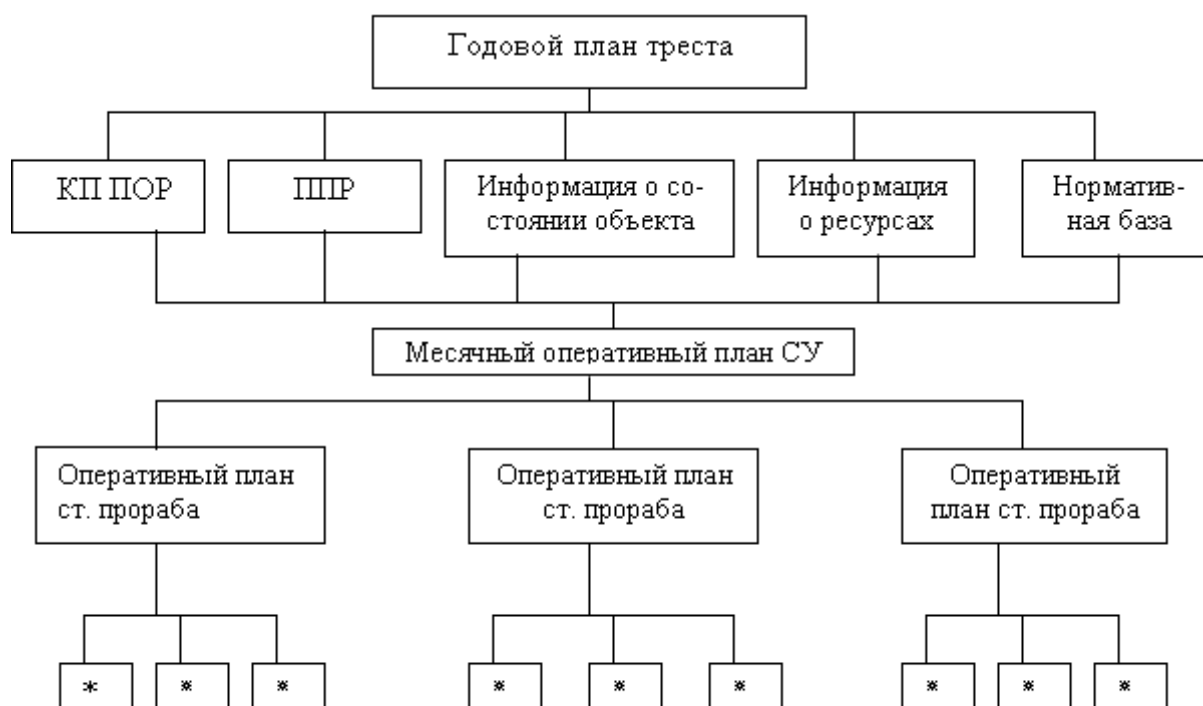 Годовой план треста
КП ПОР
ППР
Информация о со-
стоянии объекта
Информация
о ресурсах
Норматив-
ная база
Месячный оперативный план СУ
Оперативный план
ст. прораба
Оперативный план
ст. прораба
Оперативный
план ст. прораба
* * * * * * * * *